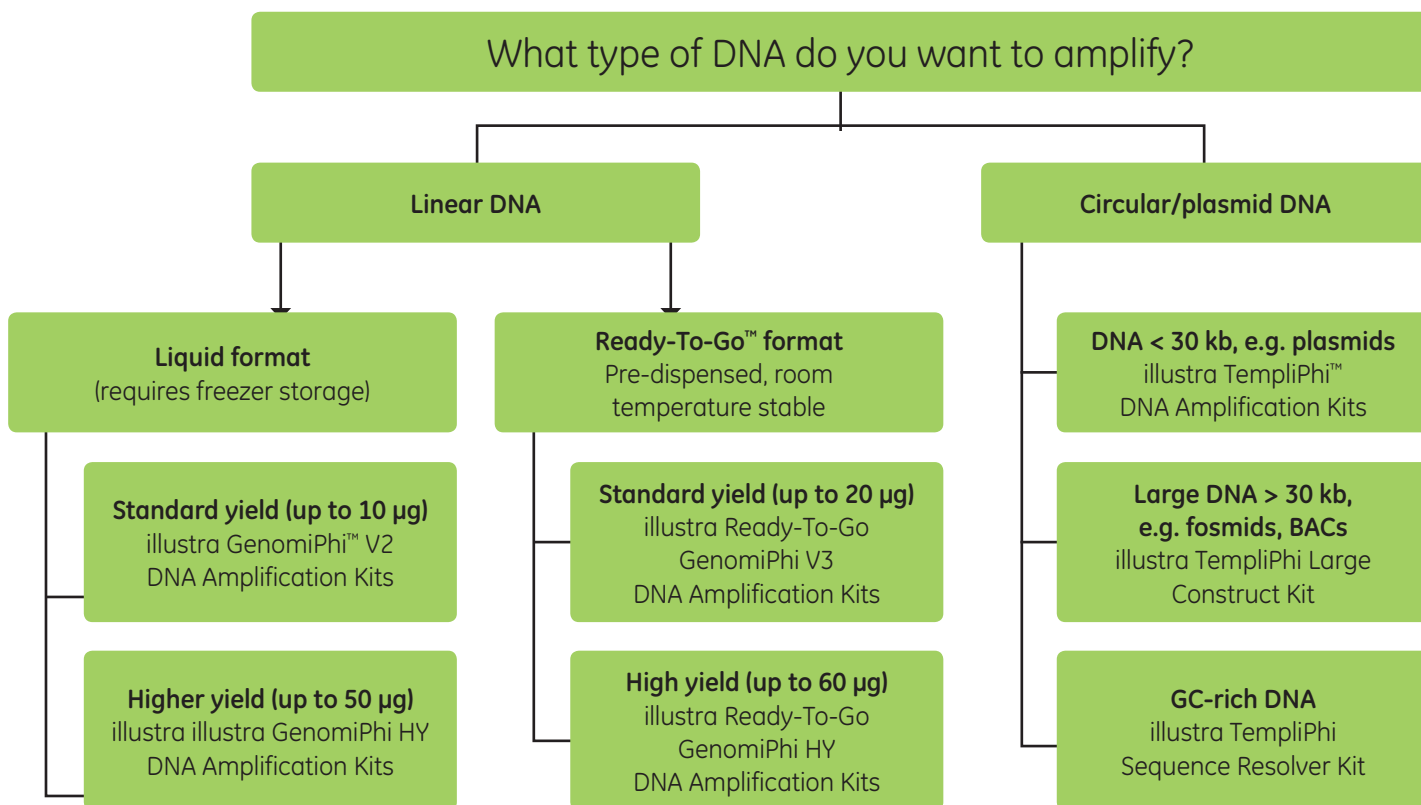 What type of DNA do you want to amplify?
Linear DNA
Circular/plasmid DNA
Liquid format
(requires freezer storage)
Ready-To-Go™ format
Pre-dispensed, room
temperature stable
DNA < 30 kb, e.g. plasmids
illustra TempliPhi™
DNA Amplification Kits
Standard yield (up to 10 µg)
illustra GenomiPhi™ V2
DNA Amplification Kits
Standard yield (up to 20 µg)
illustra Ready-To-Go
GenomiPhi V3
DNA Amplification Kits
Large DNA > 30 kb,
e.g. fosmids, BACs
illustra TempliPhi Large
Construct Kit
Higher yield (up to 50 µg)
illustra illustra GenomiPhi HY
DNA Amplification Kits
High yield (up to 60 µg)
illustra Ready-To-Go
GenomiPhi HY
DNA Amplification Kits
GC-rich DNA
illustra TempliPhi
Sequence Resolver Kit